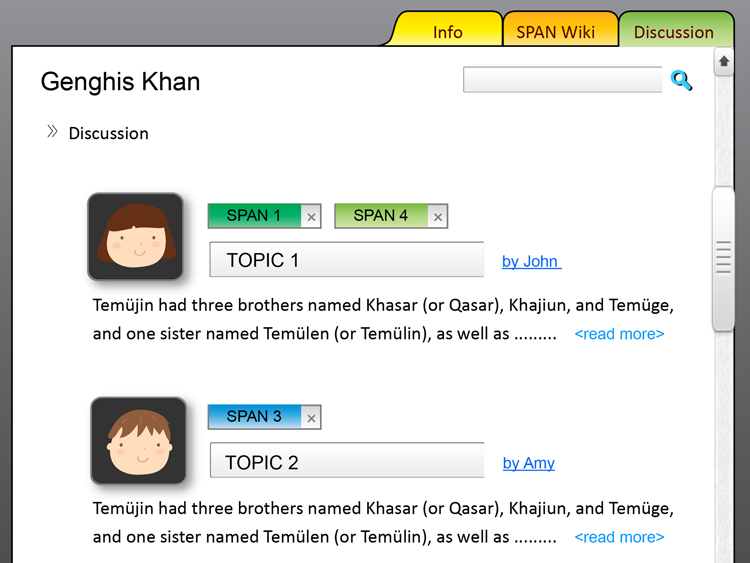 Info SPAN Wiki Discussion
Genghis Khan
Discussion
SPAN 1 × SPAN 4 ×
TOPIC 1 by John
Temüjin had three brothers named Khasar (or Qasar), Khajiun, and Temüge,
and one sister named Temülen (or Temülin), as well as ......... <read more>
SPAN 3 ×
TOPIC 2 by Amy
Temüjin had three brothers named Khasar (or Qasar), Khajiun, and Temüge,
and one sister named Temülen (or Temülin), as well as ......... <read more>